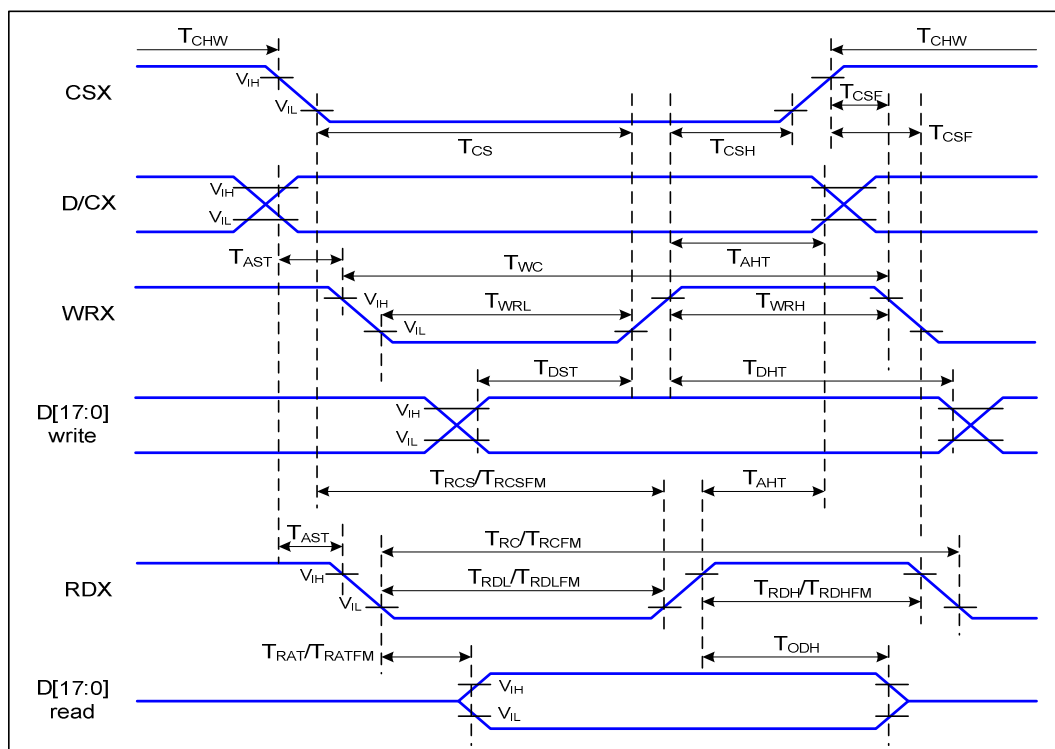 TCHW TCHW
CSX VIH VIL TCSF
TCS TCSH TCSF
D/CX VIH VIL
TAST TWC TAHT
WRX VIH VIL TWRL TWRH
TDST TDHT
D[17:0] write VIH VIL
TRCS/TRCSFM TAHT
TAST TRC/TRCFM
RDX VIH VIL TRDL/TRDLFM TRDH/TRDHFM
TRAT/TRATFM TODH
D[17:0] read VIH VIL